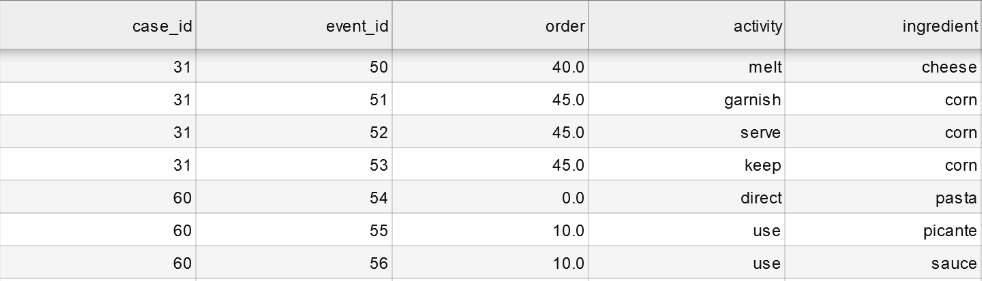 case_id event_id order activity ingredient
31 50 40.0 melt cheese
31 51 45.0 garnish corn
31 52 45.0 serve corn
31 53 45.0 keep corn
60 54 0.0 direct pasta
60 55 10.0 use picante
60 56 10.0 use sauce